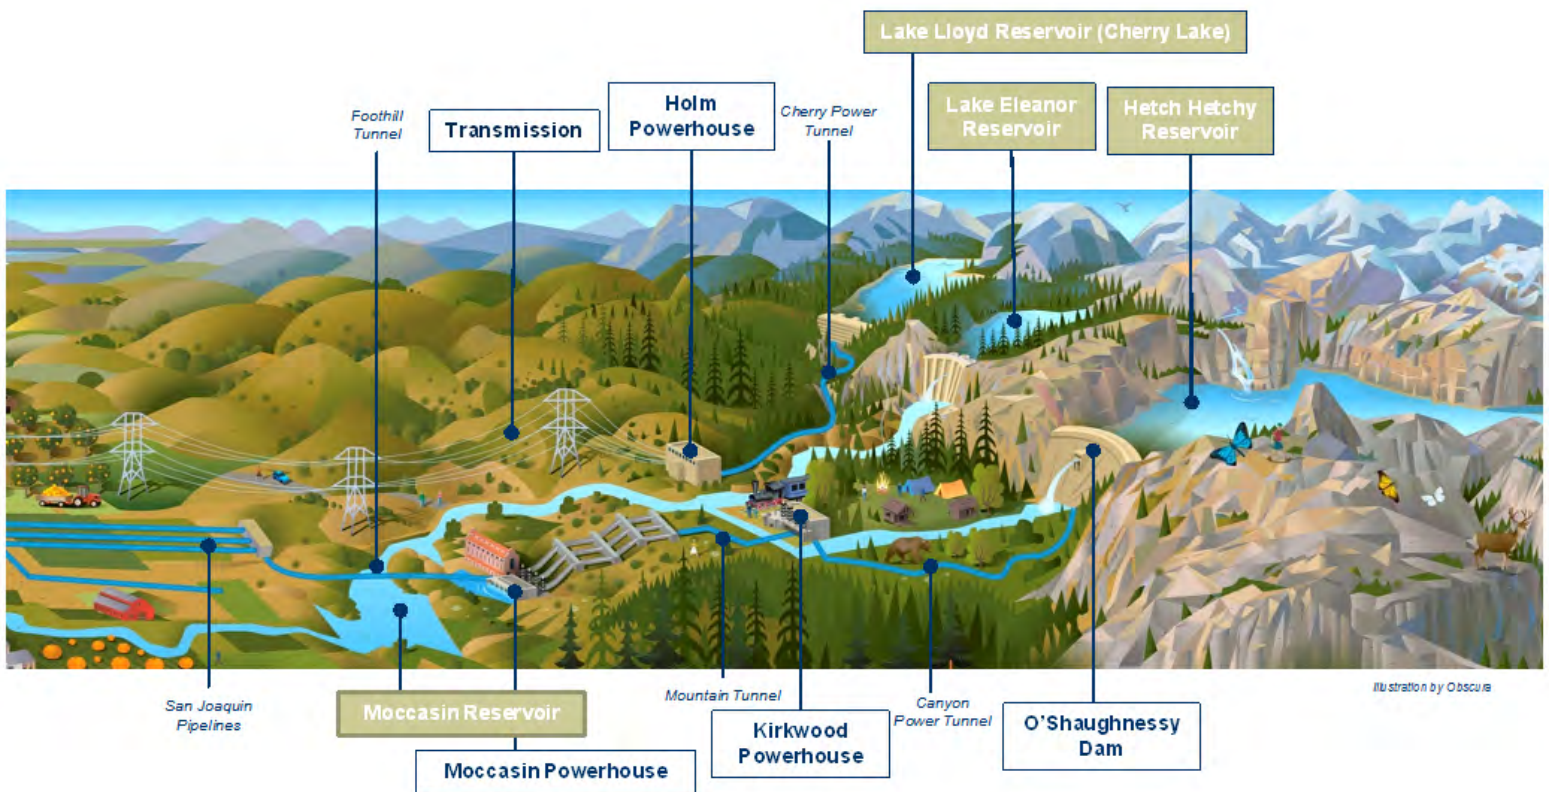 Lake Lloyd Reservoir (Cherry Lake)
Foothill
Tunnel
Transmission
Holm
Powerhouse
Cherry Power
Tunnel
Lake Eleanor
Reservoir
Hetch Hetchy
Reservoir
San Joaquin
Pipelines
Moccasin Reservoir
Moccasin Powerhouse
Mountain Tunnel
Kirkwood
Powerhouse
Canyon
Power Tunnel
O'Shaughnessy
Dam
Illustration by Obscura